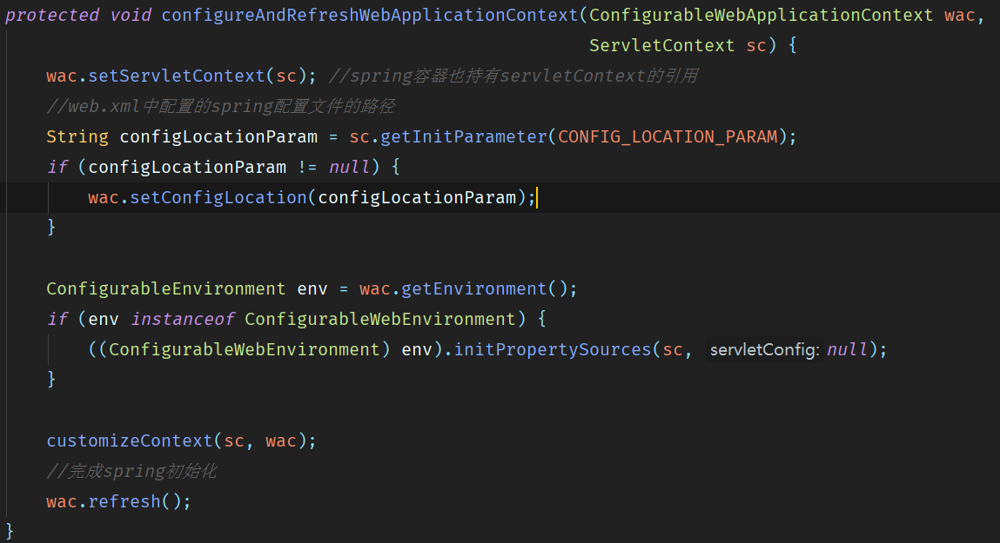 protected void configureAndRefreshWebApplicationContext(ConfigurableWebApplicationContext wac,
ServletContext sc) {
wac.setServletContext(sc); //spring容器也持有servletContext的引用
//web.xml中配置的spring配置文件的路径
String configLocationParam = sc.getInitParameter(CONFIG_LOCATION_PARAM);
if (configLocationParam != null) {
wac.setConfigLocation(configLocationParam);
}
ConfigurableEnvironment env = wac.getEnvironment();
if (env instanceof ConfigurableWebEnvironment) {
((ConfigurableWebEnvironment) env).initPropertySources(sc, servletConfig: null);
}
customizeContext(sc, wac);
//完成spring初始化
wac.refresh();
}